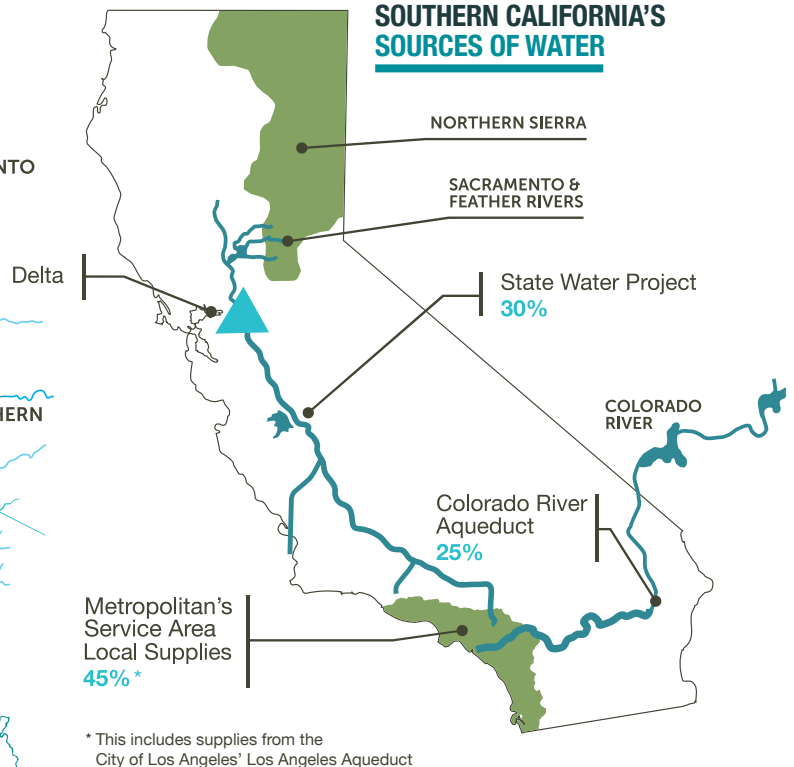 SOUTHERN CALIFORNIA'S
SOURCES OF WATER
NORTHERN SIERRA
NTO
SACRAMENTO &
FEATHER RIVERS
Delta
State Water Project
30%
HERN
COLORADO
RIVER
Colorado River
Aqueduct
25%
Metropolitan's
Service Area
Local Supplies
45% *
* This includes supplies from the
City of Los Angeles' Los Angeles Aqueduct